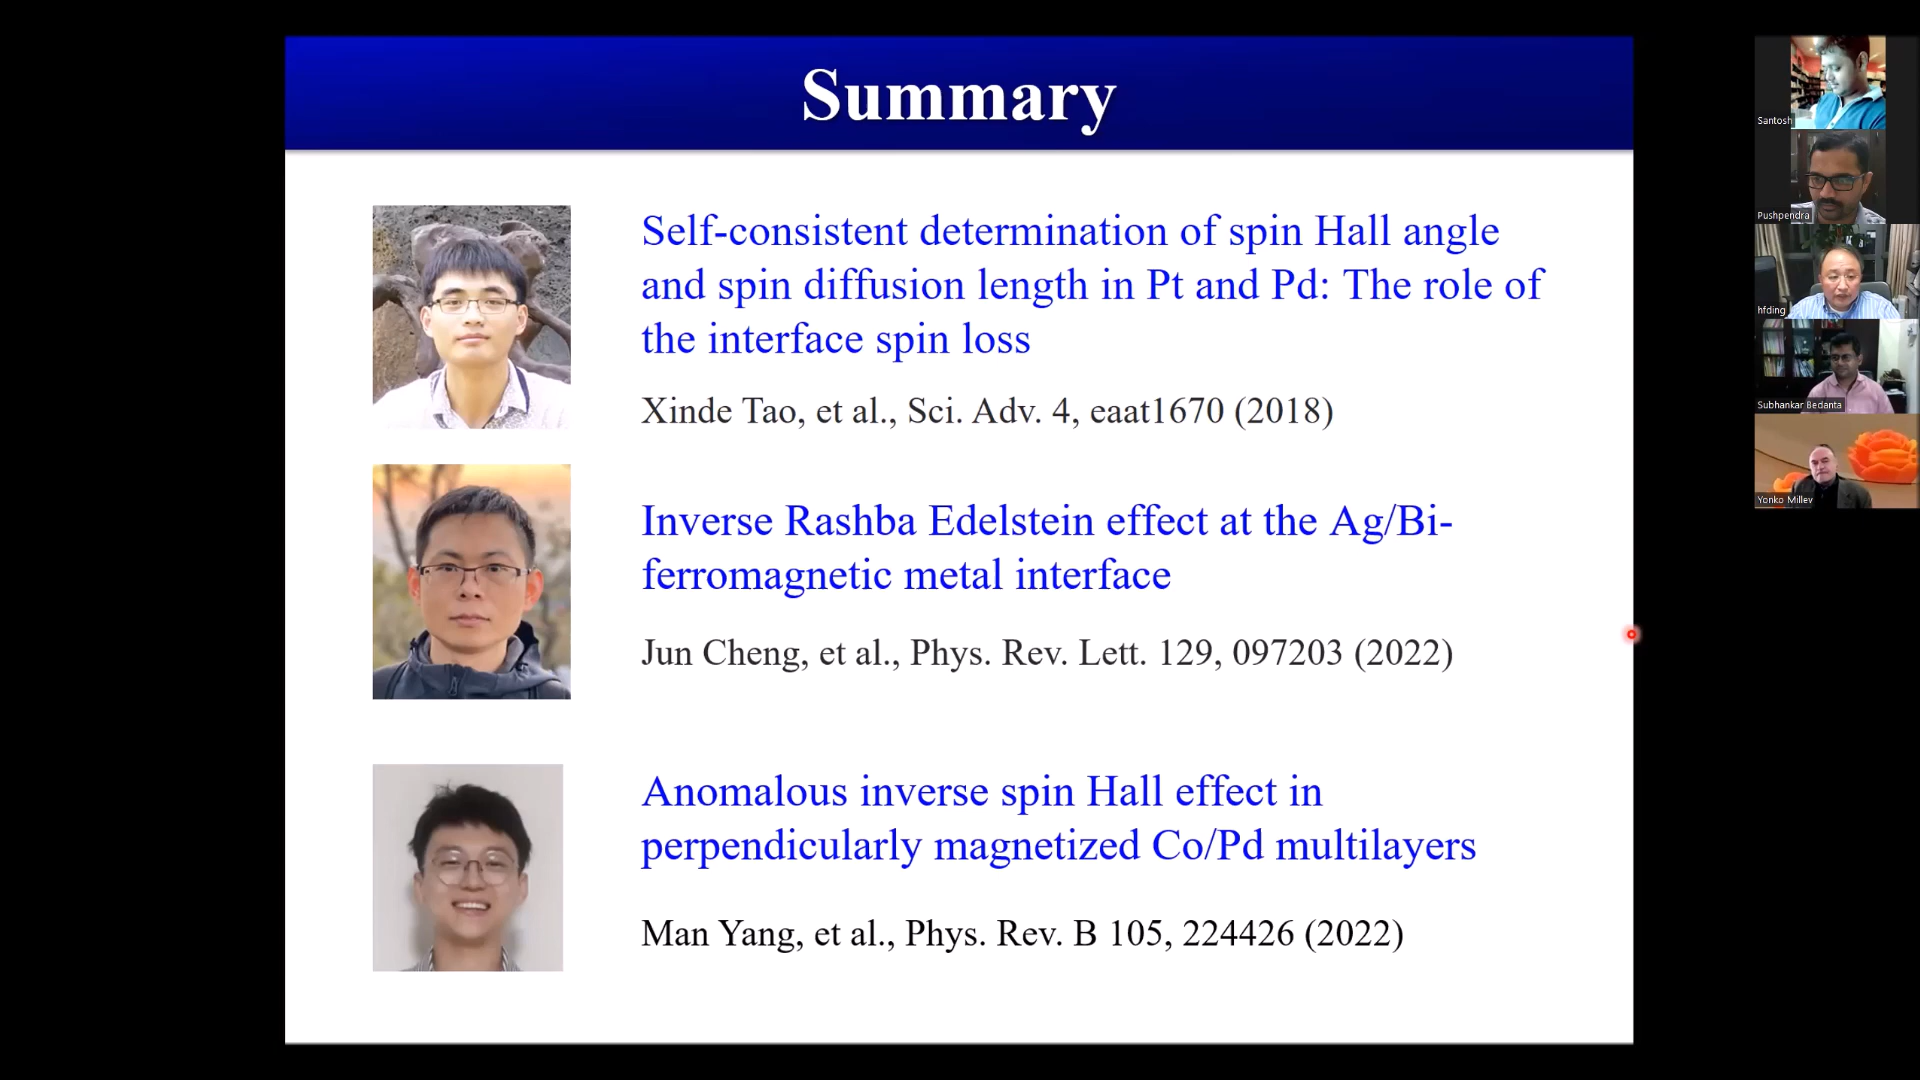 Summary
Self-consistent determination of spin Hall angle
and spin diffusion length in Pt and Pd: The role of
the interface spin loss
Xinde Tao, et al., Sci. Adv. 4, eaat1670 (2018)
Inverse Rashba Edelstein effect at the Ag/Bi-
ferromagnetic metal interface
Jun Cheng, et al., Phys. Rev. Lett. 129, 097203 (2022)
Anomalous inverse spin Hall effect in
perpendicularly magnetized Co/Pd multilayers
Man Yang, et al., Phys. Rev. B 105, 224426 (2022)
Santosh
Pushpendra
hfding
Subhankar Bedanta
Yonko Millev